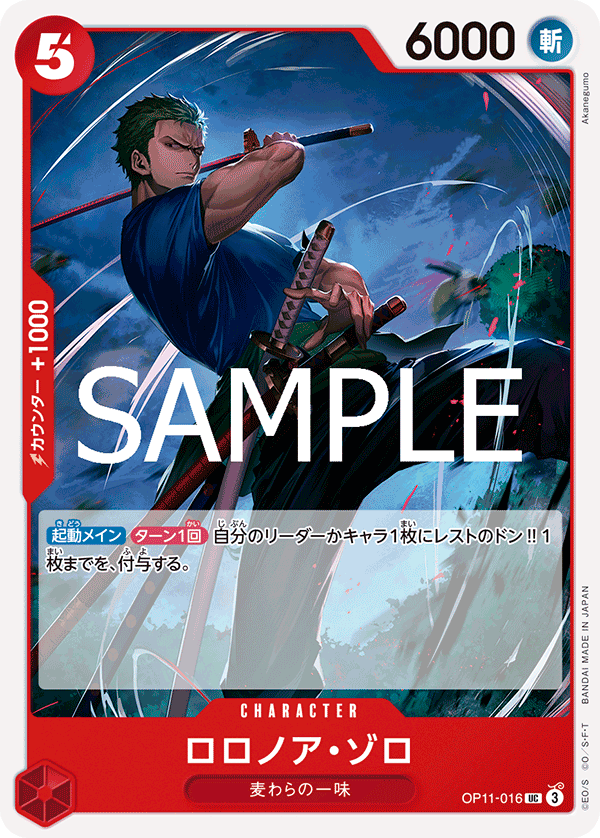 5
6000
斬
Akanegumo
カウンター +1000
SAMPLE
起動メイン ターン1回 自分のリーダーかキャラ1枚にレストのドン!!1
枚までを、付与する。
CHARACTER
ロロノア・ゾロ
麦わらの一味
OP11-016 UC 3
©E.O/S ©O/S・F・T BANDAI MADE IN JAPAN